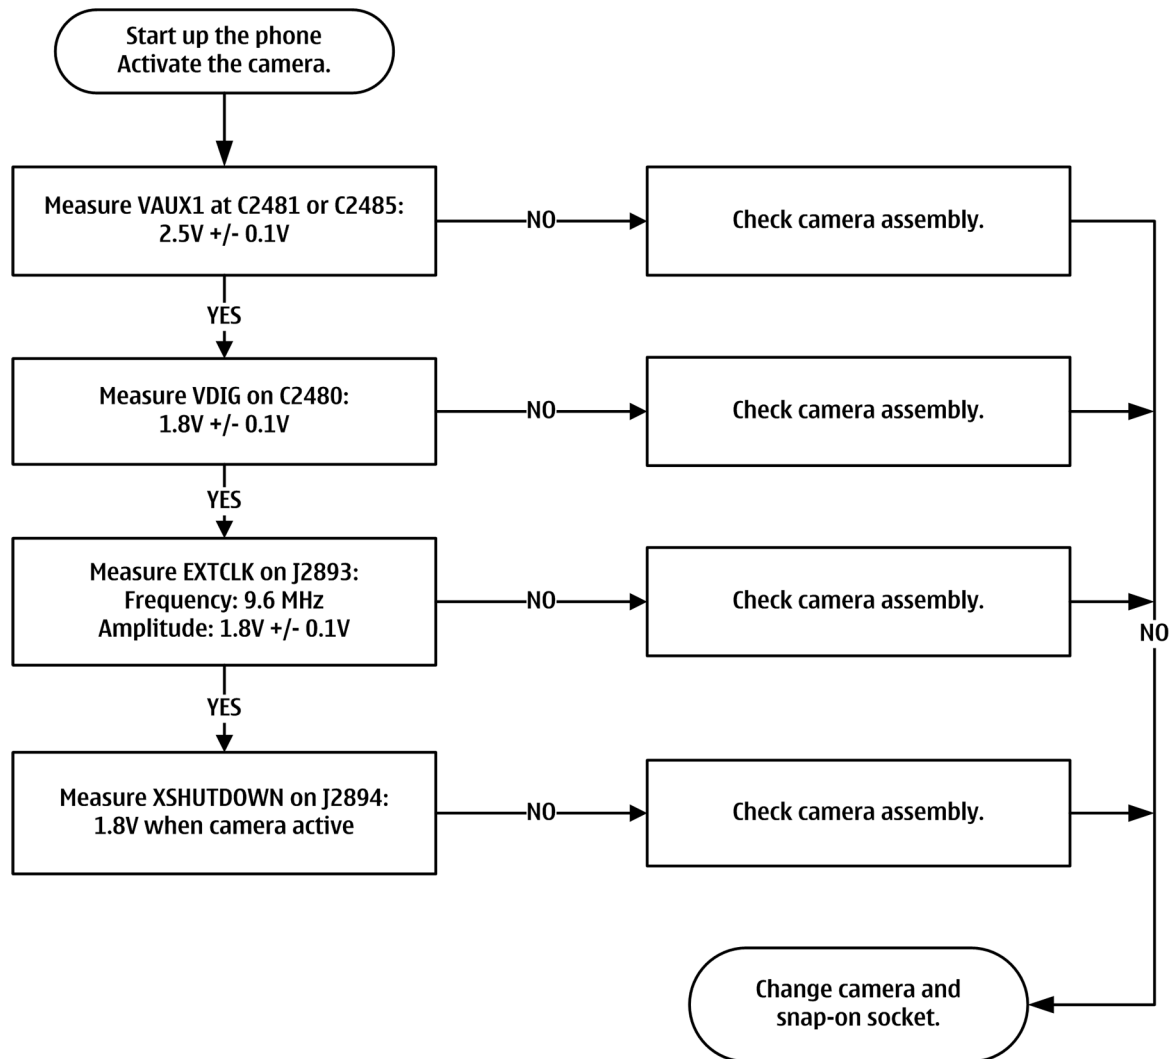 Start up the phone
Activate the camera.
Measure VAUX1 at C2481 or C2485:
2.5V +/- 0.1V
NO
Check camera assembly.
YES
Measure VDIG on C2480:
1.8V +/- 0.1V
NO
Check camera assembly.
YES
Measure EXTCLK on J2893:
Frequency: 9.6 MHz
Amplitude: 1.8V +/- 0.1V
NO
Check camera assembly.
NO
YES
Measure XSHUTDOWN on J2894:
1.8V when camera active
NO
Check camera assembly.
Change camera and
snap-on socket.